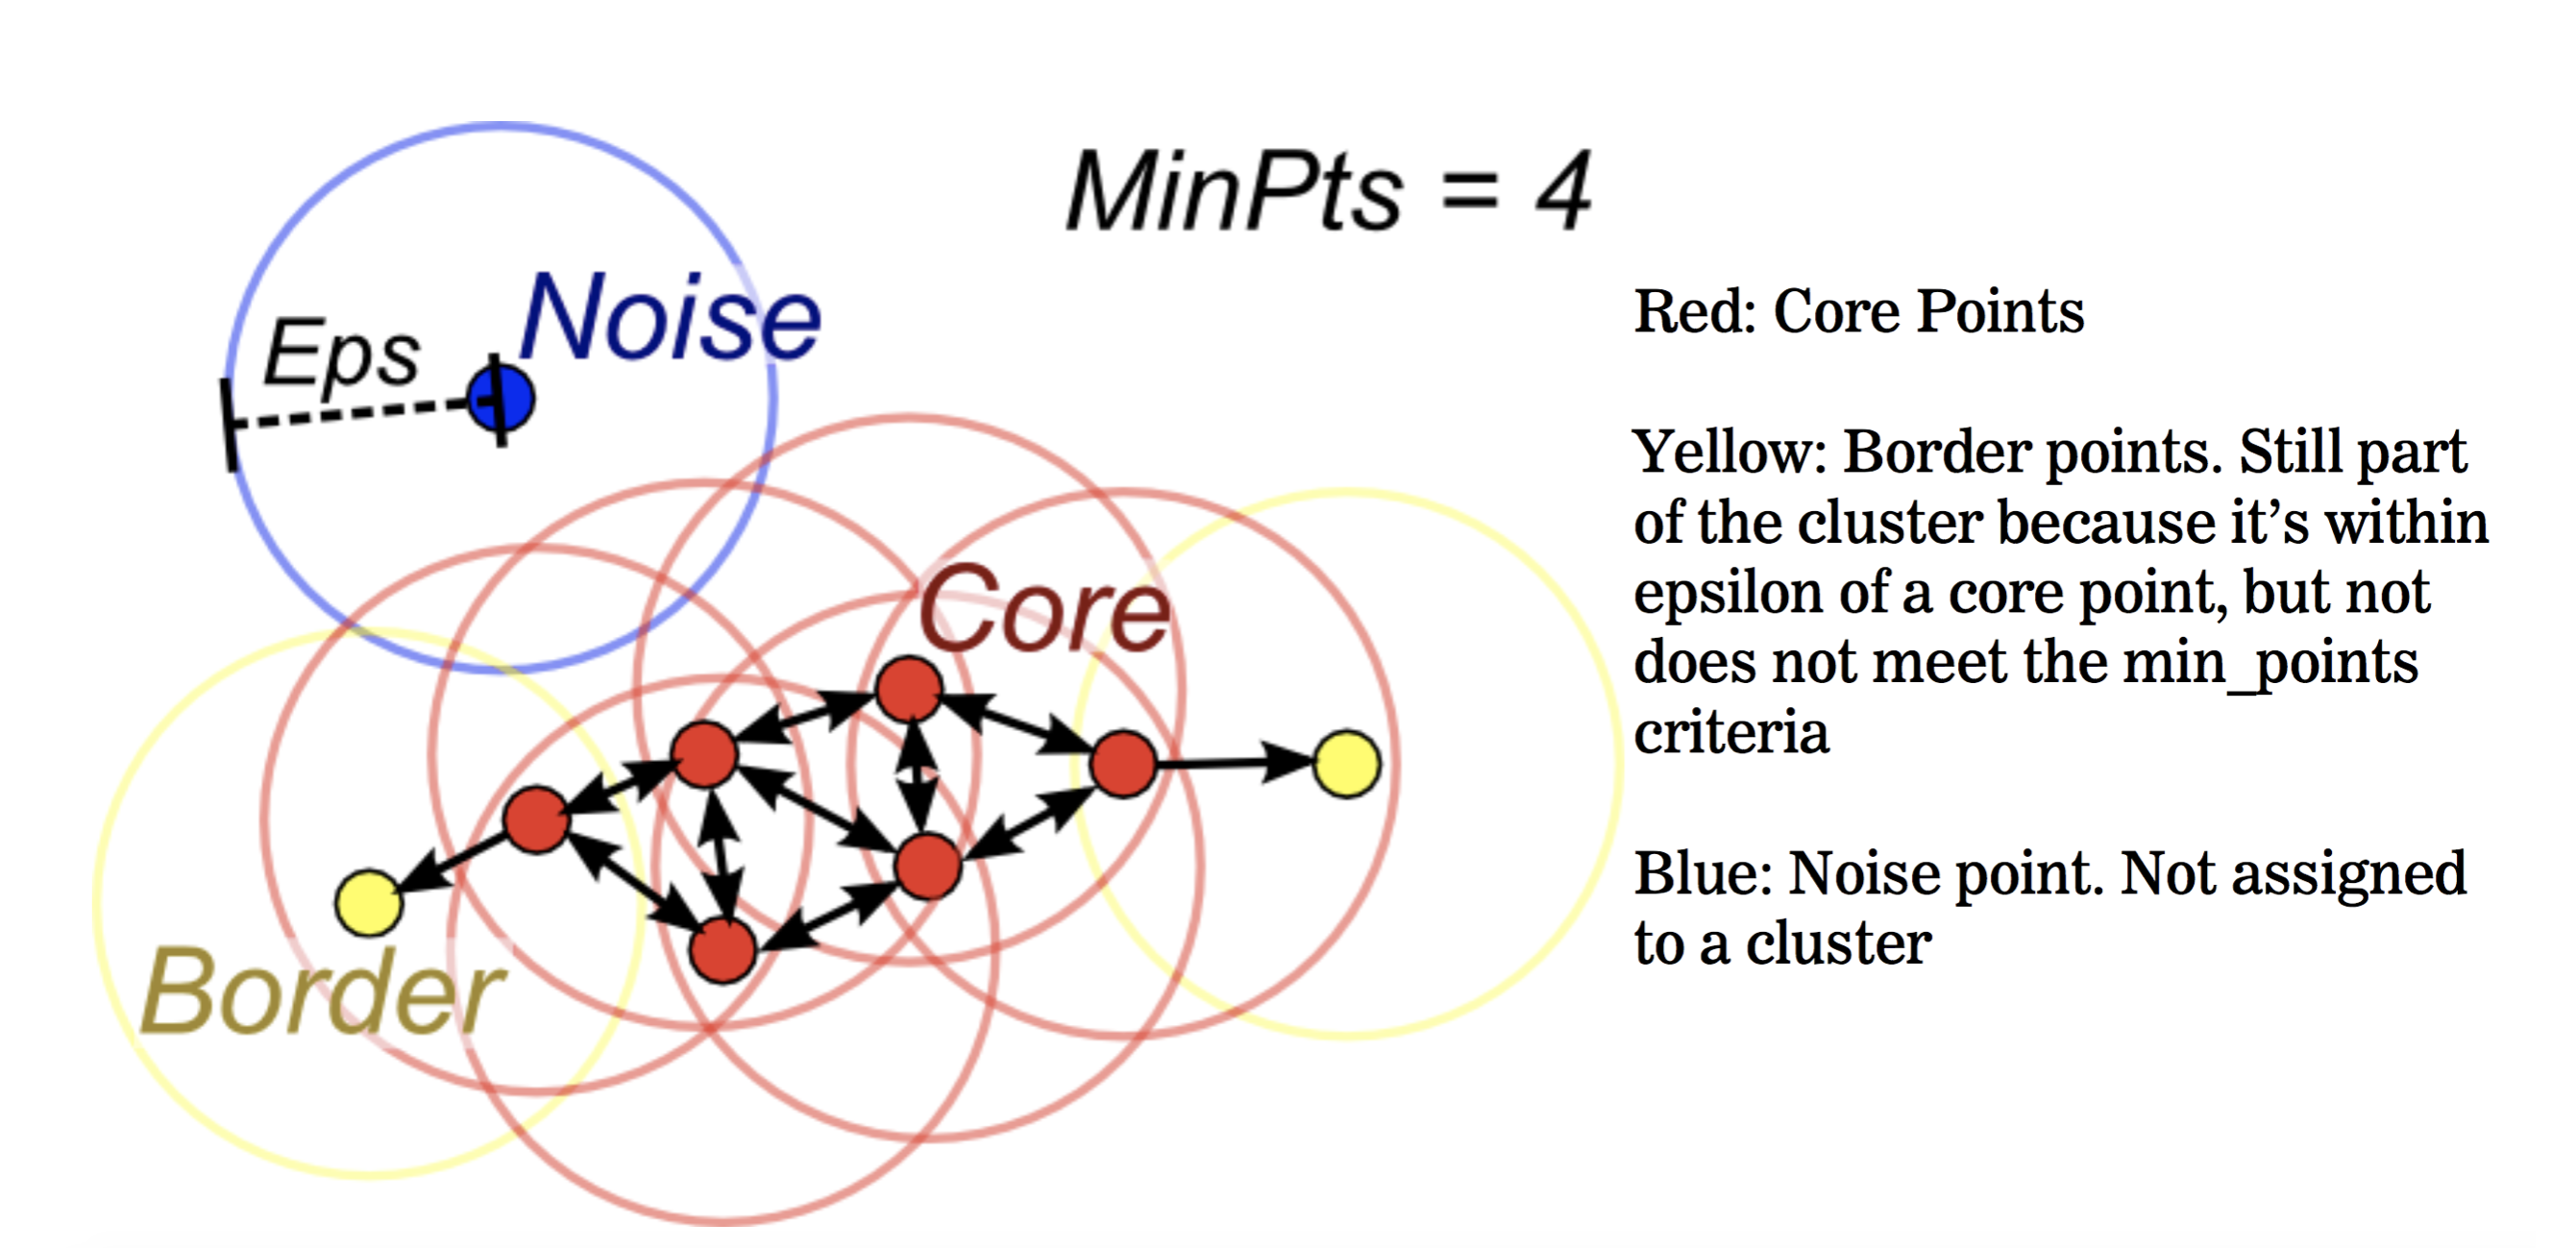 MinPts = 4
Noise
Eps
Core
Border
Red: Core Points
Yellow: Border points. Still part
of the cluster because it’s within
epsilon of a core point, but not
does not meet the min_points
criteria
Blue: Noise point. Not assigned
to a cluster